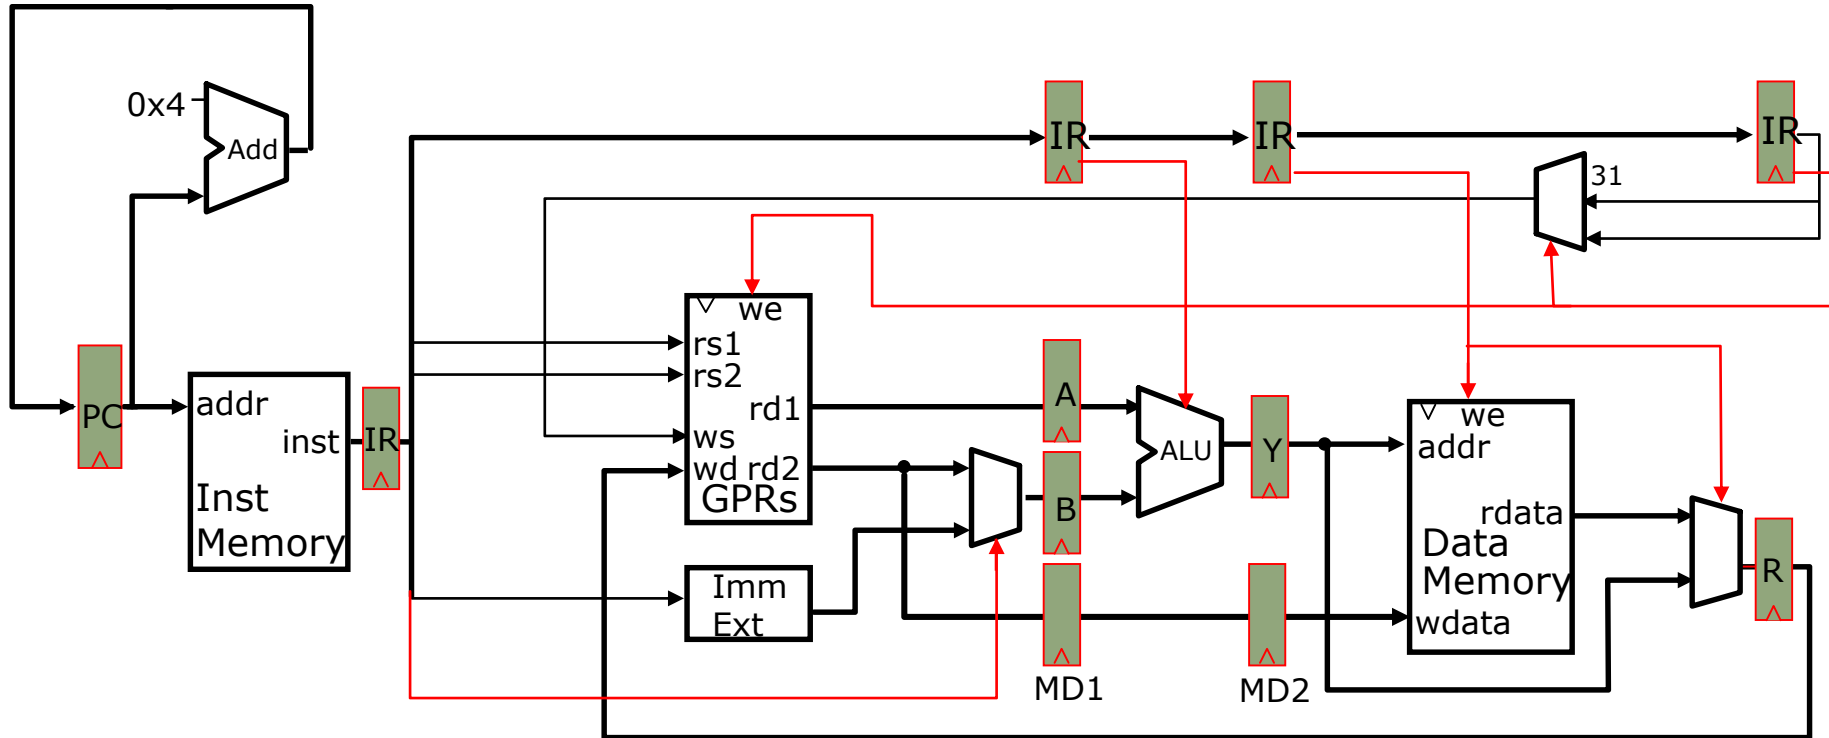 0x4
Add
IR
IR
IR
31
we
rs1
rs2
rd1
ws
wd rd2
GPRs
PC
addr
inst
Inst
Memory
IR
A
B
ALU
Y
we
addr
rdata
Data
Memory
wdata
R
Imm
Ext
MD1
MD2